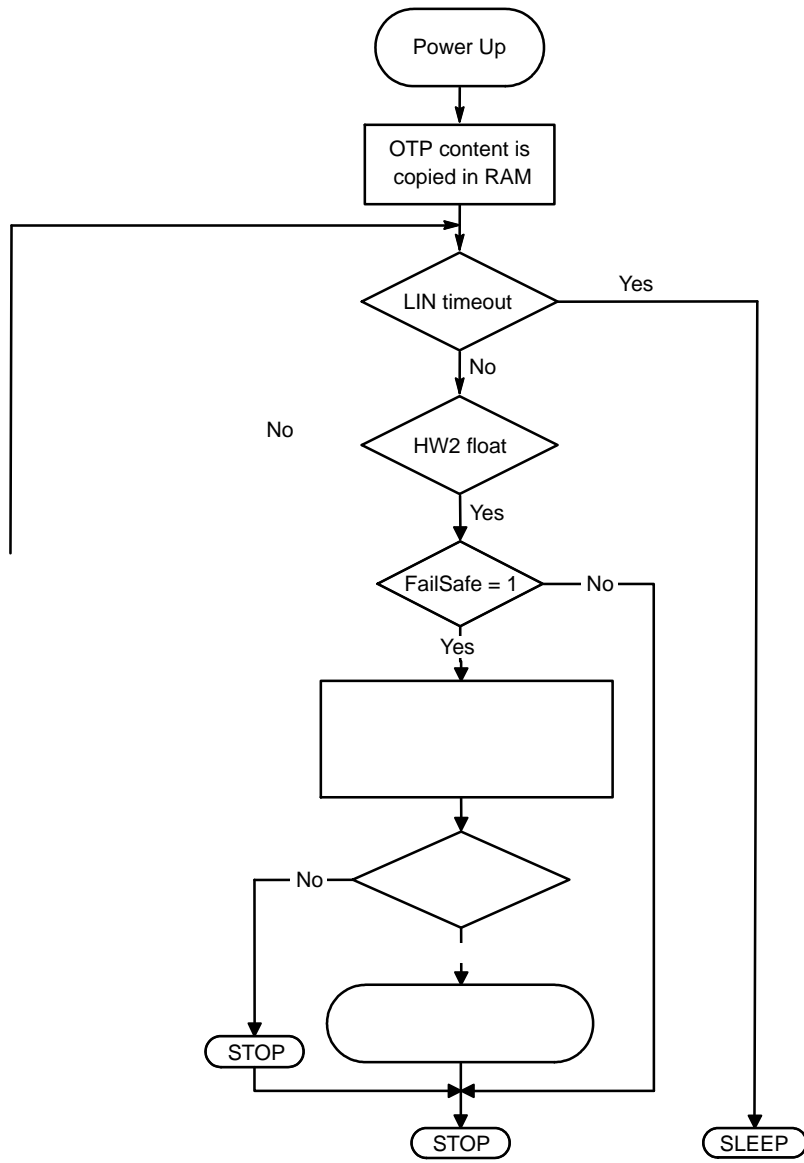 Power Up
OTP content is
copied in RAM
LIN timeout
Yes
No
No
HW2 float
Yes
FailSafe = 1
No
Yes
No
STOP
STOP
SLEEP